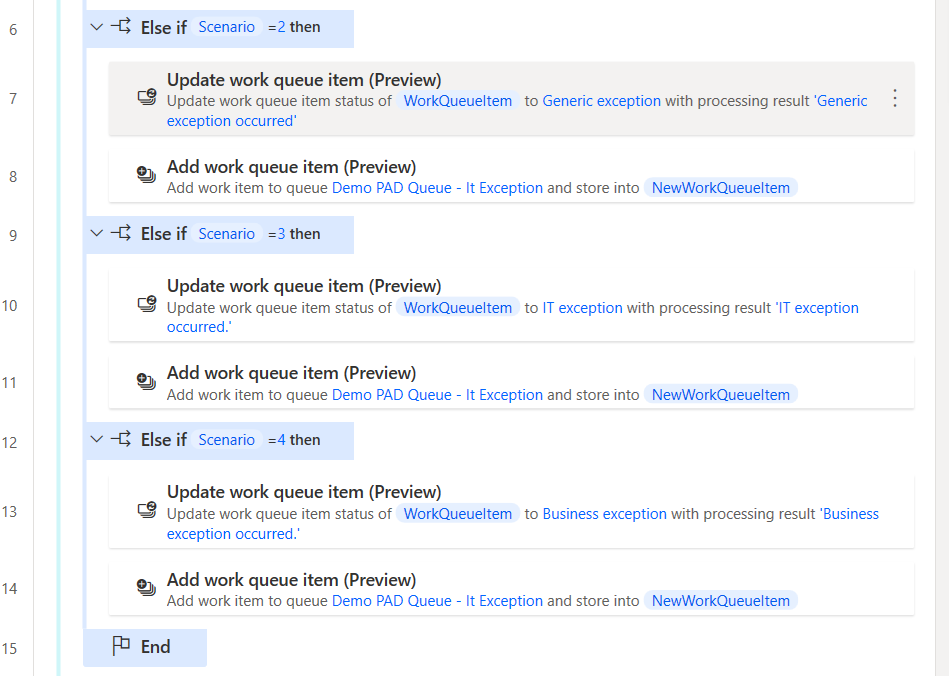 6
Else if Scenario =2 then
7
Update work queue item (Preview)
Update work queue item status of WorkQueueItem to Generic exception with processing result 'Generic
exception occurred'
8
Add work queue item (Preview)
Add work item to queue Demo PAD Queue - It Exception and store into NewWorkQueueItem
9
Else if Scenario =3 then
10
Update work queue item (Preview)
Update work queue item status of WorkQueueItem to IT exception with processing result 'IT exception
occurred.'
11
Add work queue item (Preview)
Add work item to queue Demo PAD Queue - It Exception and store into NewWorkQueueItem
12
Else if Scenario =4 then
13
Update work queue item (Preview)
Update work queue item status of WorkQueueItem to Business exception with processing result 'Business
exception occurred.'
14
Add work queue item (Preview)
Add work item to queue Demo PAD Queue - It Exception and store into NewWorkQueueItem
15
End